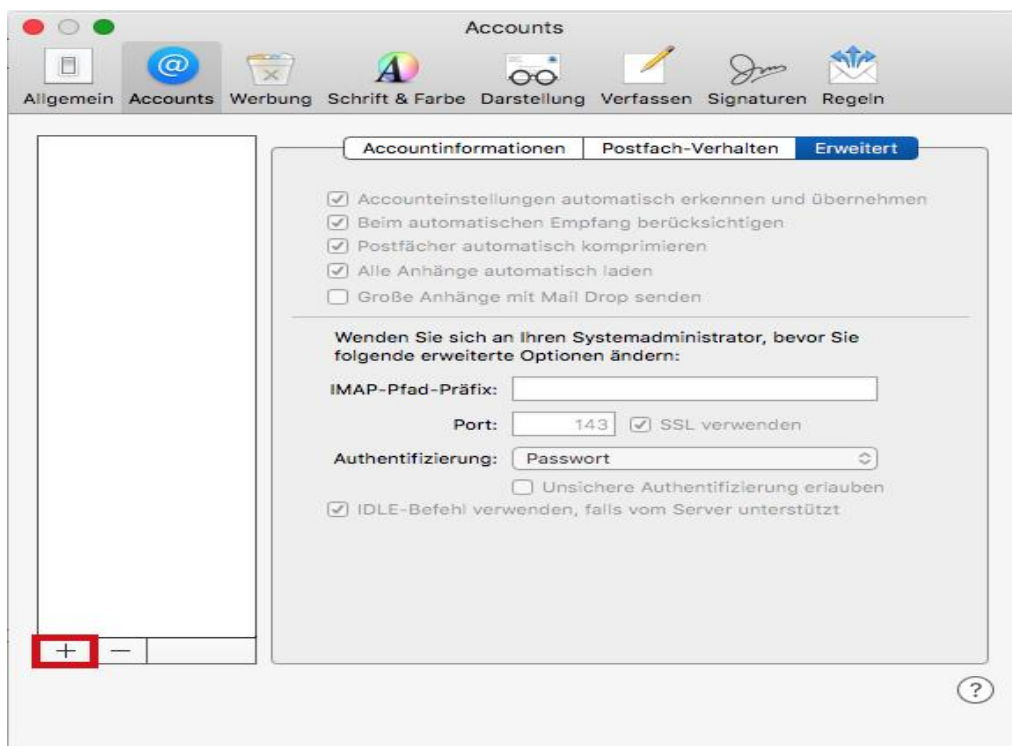 Accounts
Allgemein Accounts Werbung Schrift & Farbe Darstellung Verfassen Signaturen Regeln
Accountinformationen Postfach-Verhalten Erweitert
Accounteinstellungen automatisch erkennen und übernehmen
Beim automatischen Empfang berücksichtigen
Postfächer automatisch komprimieren
Alle Anhänge automatisch laden
Große Anhänge mit Mail Drop senden
Wenden Sie sich an Ihren Systemadministrator, bevor Sie
folgende erweiterte Optionen ändern:
IMAP-Pfad-Präfix:
Port: 143 SSL verwenden
Authentifizierung: Passwort
Unsichere Authentifizierung erlauben
IDLE-Befehl verwenden, falls vom Server unterstützt
+ −
?